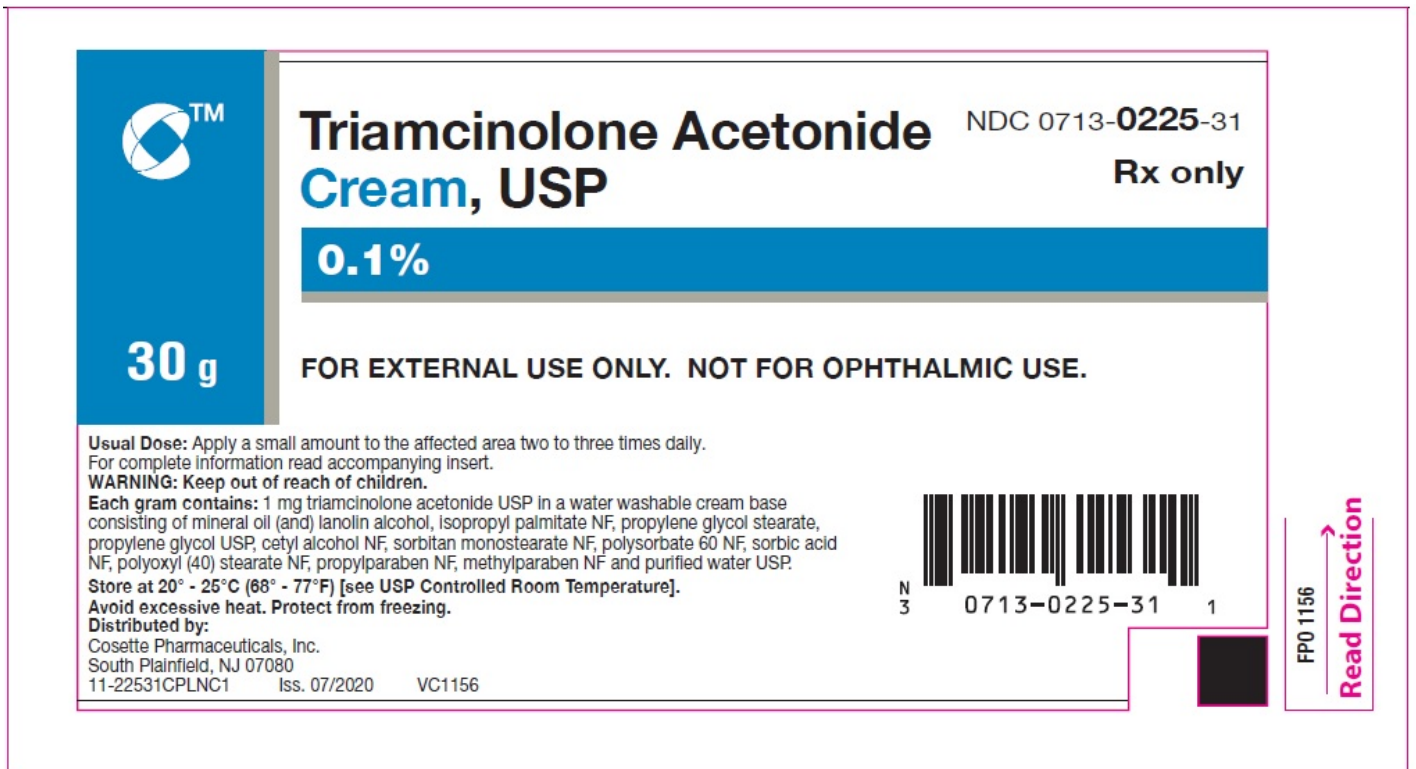 TM
Triamcinolone Acetonide
Cream, USP
NDC 0713-0225-31
Rx only
0.1%
30 g
FOR EXTERNAL USE ONLY. NOT FOR OPHTHALMIC USE.
Usual Dose: Apply a small amount to the affected area two to three times daily.
For complete information read accompanying insert.
WARNING: Keep out of reach of children.
Each gram contains: 1 mg triamcinolone acetonide USP in a water washable cream base
consisting of mineral oil (and) lanolin alcohol, isopropyl palmitate NF, propylene glycol stearate,
propylene glycol USP, cetyl alcohol NF, sorbitan monostearate NF, polysorbate 60 NF, sorbic acid
NF, polyoxyl (40) stearate NF, propylparaben NF, methylparaben NF and purified water USP.
Store at 20° - 25°C (68° - 77°F) [see USP Controlled Room Temperature].
Avoid excessive heat. Protect from freezing.
Distributed by:
Cosette Pharmaceuticals, Inc.
South Plainfield, NJ 07080
11-22531CPLNC1 Iss. 07/2020 VC1156
N
3 0713-0225-31 1
FPO 1156
Read Direction